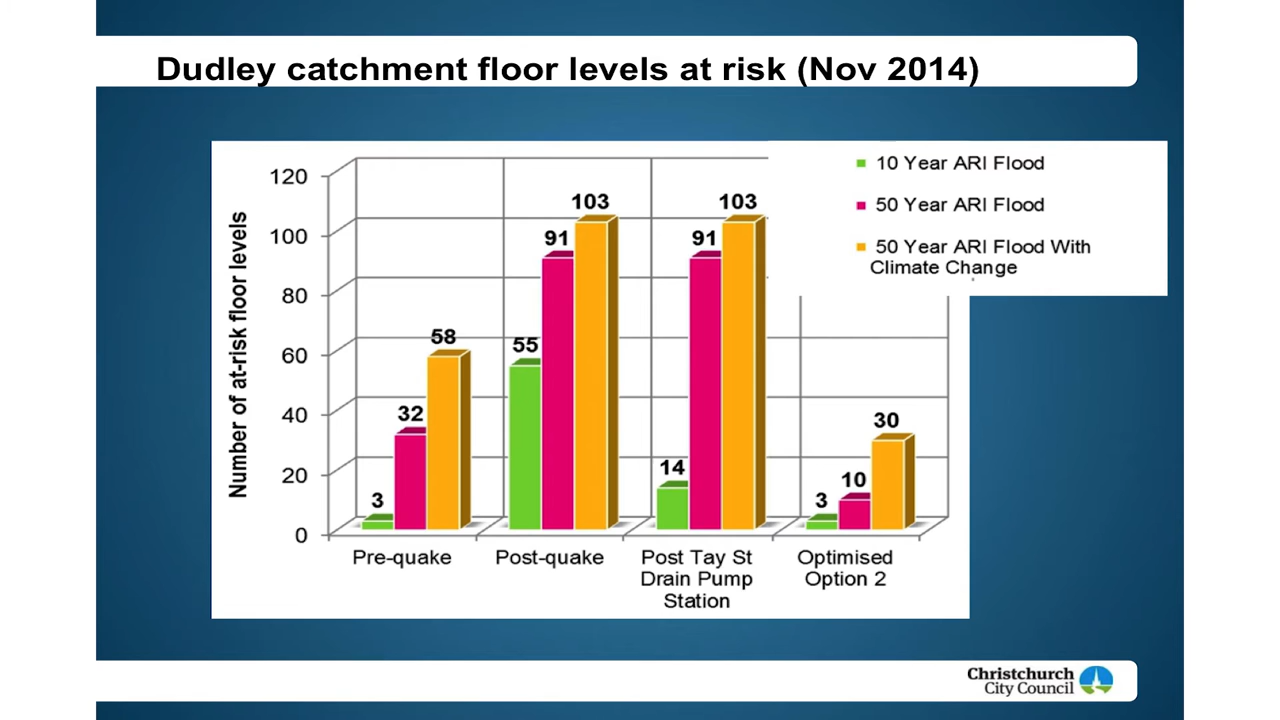 Dudley catchment floor levels at risk (Nov 2014)
10 Year ARI Flood
50 Year ARI Flood
50 Year ARI Flood With
Climate Change
Number of at-risk floor levels
120
100
80
60
40
20
0
3
32
58
55
91
103
14
91
103
3
10
30
Pre-quake
Post-quake
Post Tay St
Drain Pump
Station
Optimised
Option 2
Christchurch
City Council